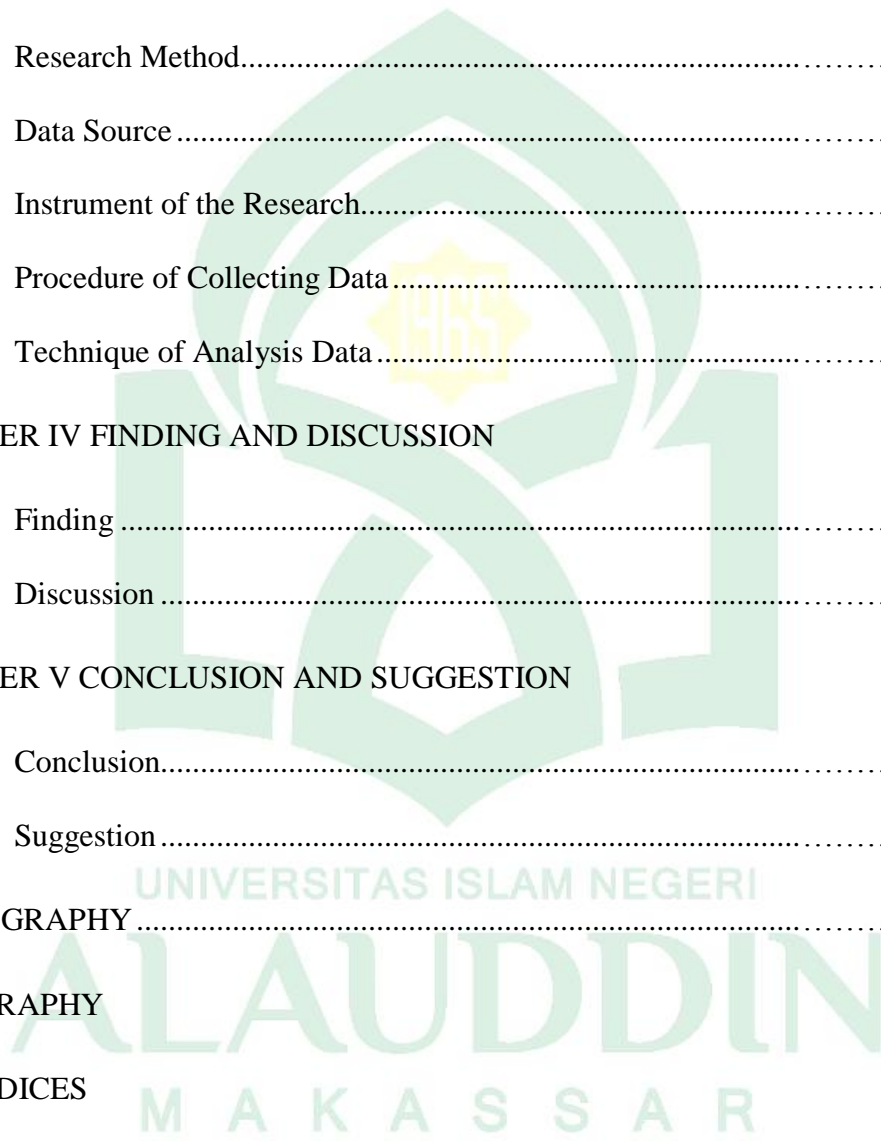 Research Method....................................................................................
Data Source....................................................................................
Instrument of the Research....................................................................................
Procedure of Collecting Data....................................................................................
Technique of Analysis Data....................................................................................
ER IV FINDING AND DISCUSSION
Finding....................................................................................
Discussion....................................................................................
ER V CONCLUSION AND SUGGESTION
Conclusion....................................................................................
Suggestion....................................................................................
UNIVERSITAS ISLAM NEGERI
GRAPHY....................................................................................
ALAUDDIN
RAPHY
DICES
MAKASSAR
1965